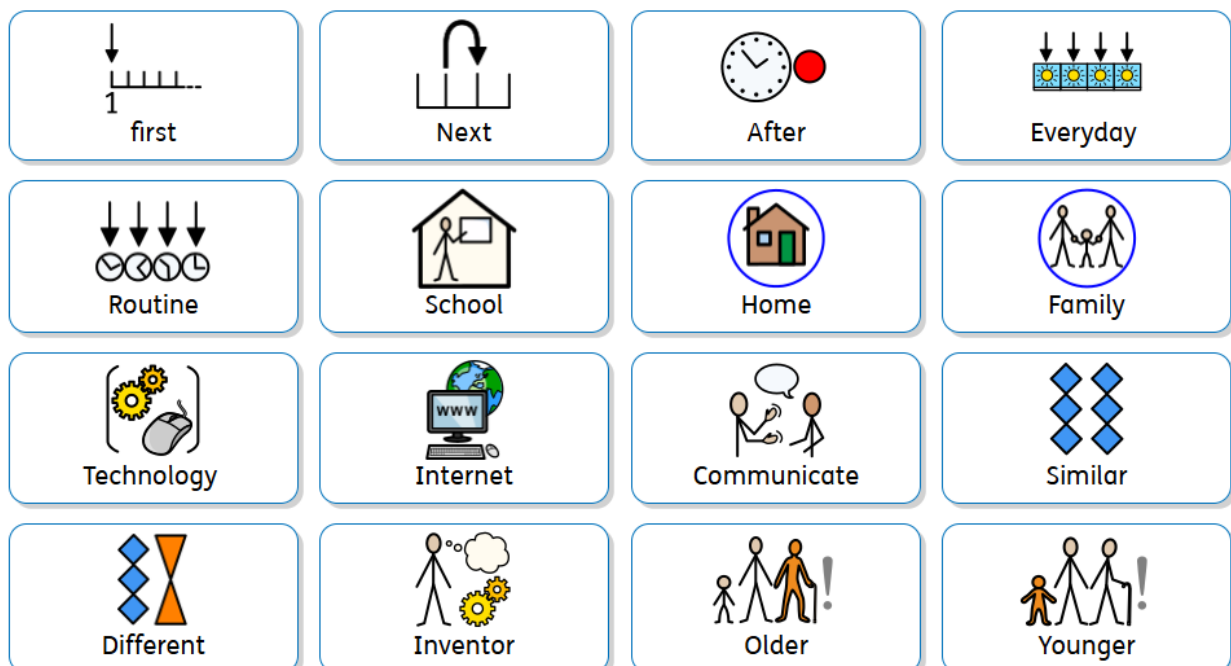 1
first
Next
After
Everyday
Routine
School
Home
Family
Technology
www
Internet
Communicate
Similar
Different
Inventor
!
Older
!
Younger